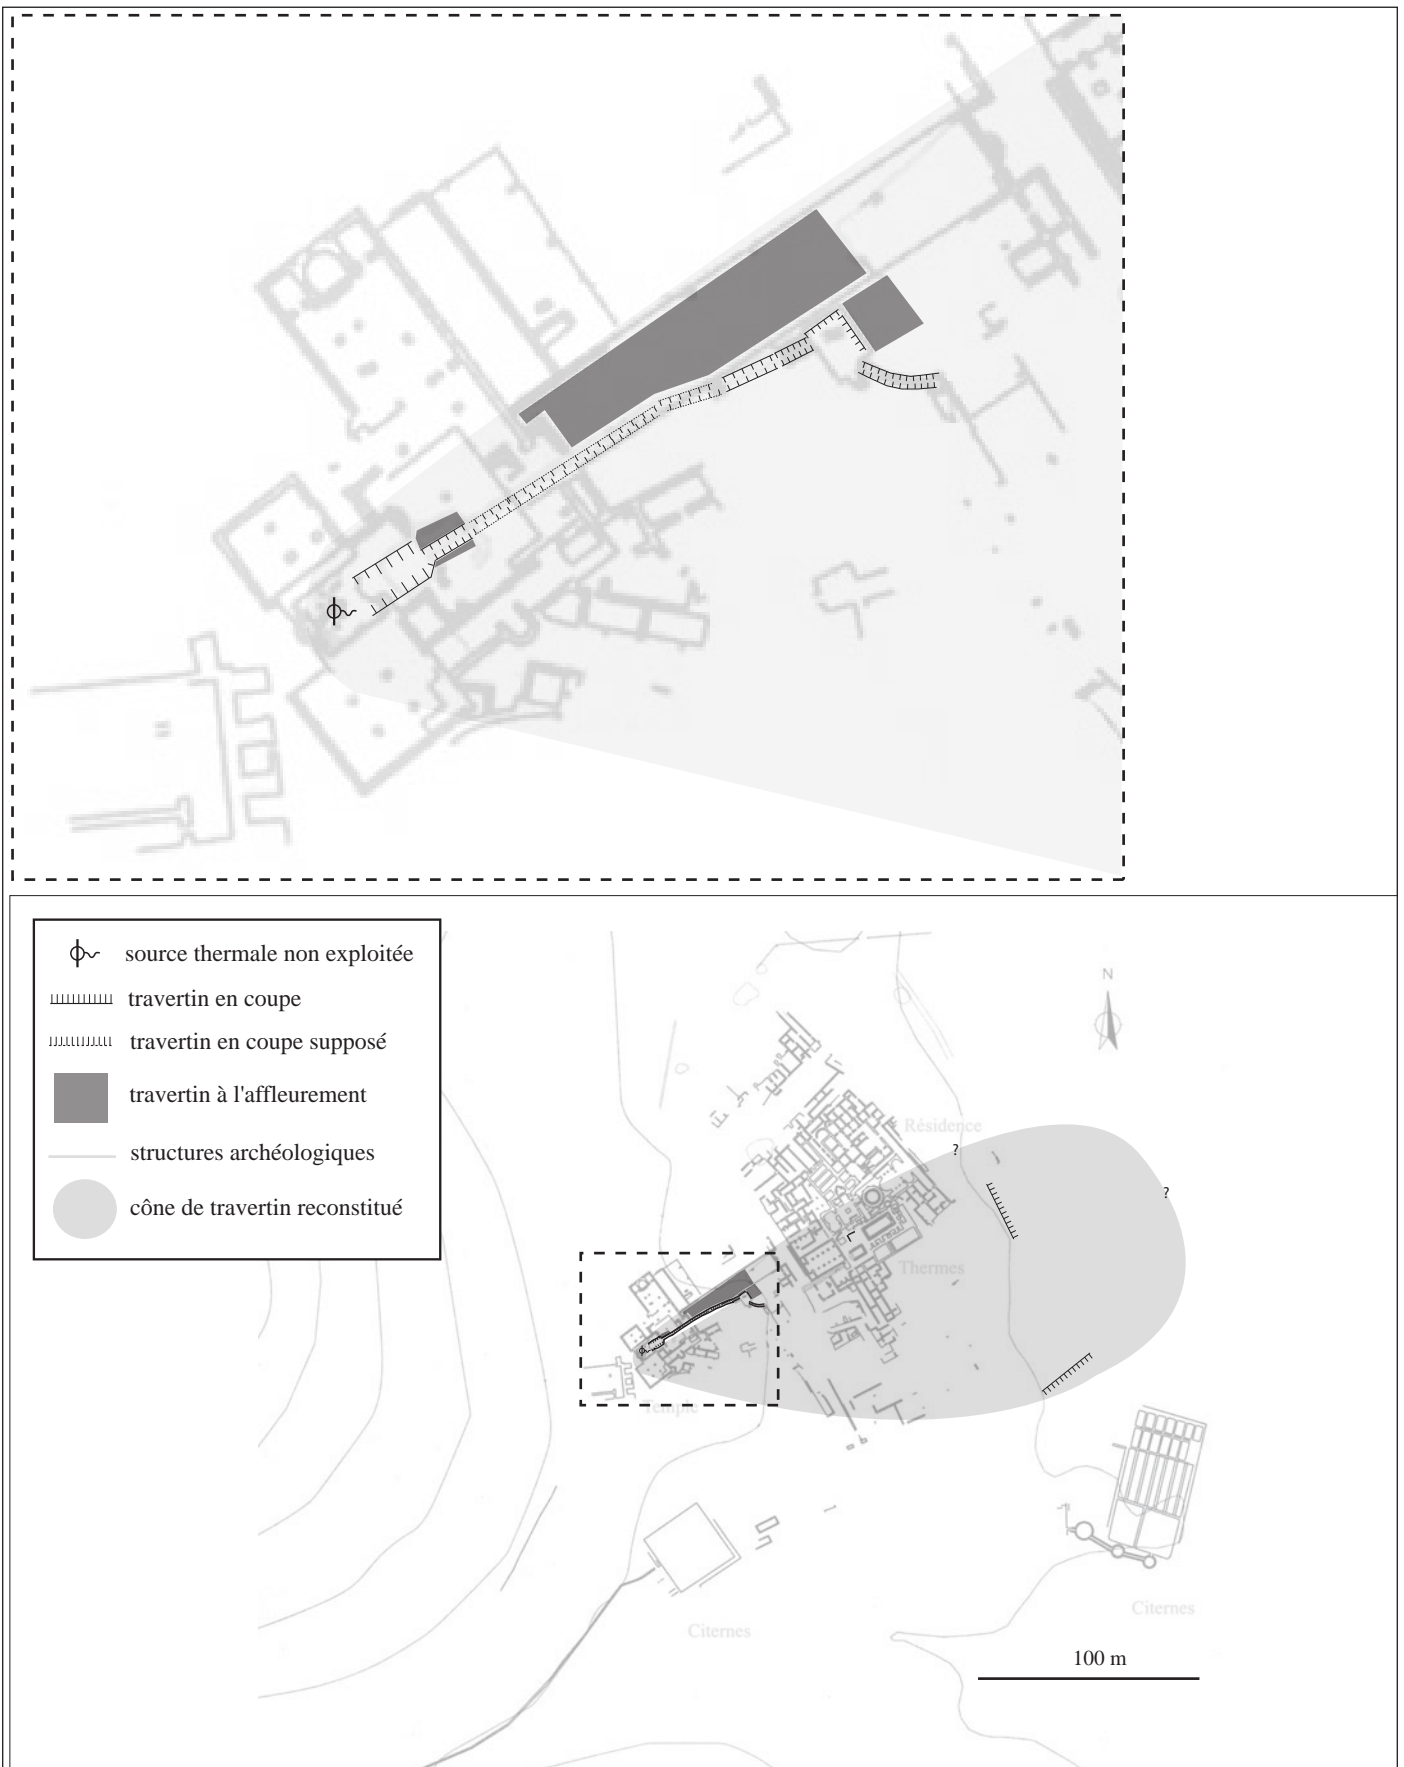 source thermale non exploitée
travertin en coupe
travertin en coupe supposé
travertin à l'affleurement
structures archéologiques
cône de travertin reconstitué
N
Résidence
?
?
Thermes
Temple
Citernes
Citernes
100 m